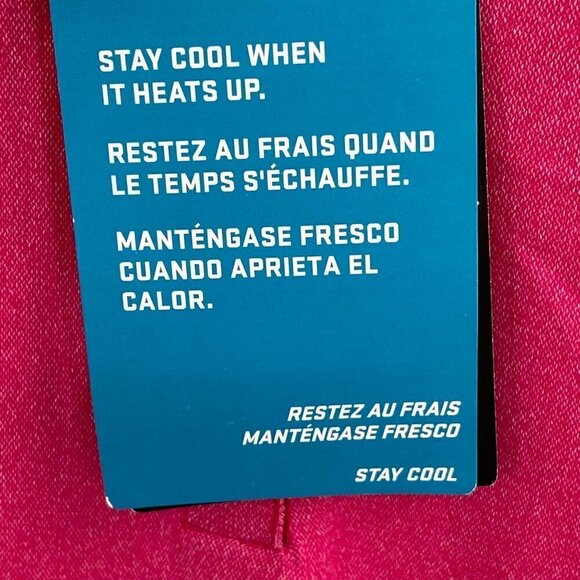 STAY COOL WHEN
IT HEATS UP.
RESTEZ AU FRAIS QUAND
LE TEMPS S'ÉCHAUFFE.
MANTÉNGASE FRESCO
CUANDO APRIETA EL
CALOR.
RESTEZ AU FRAIS
MANTÉNGASE FRESCO
STAY COOL